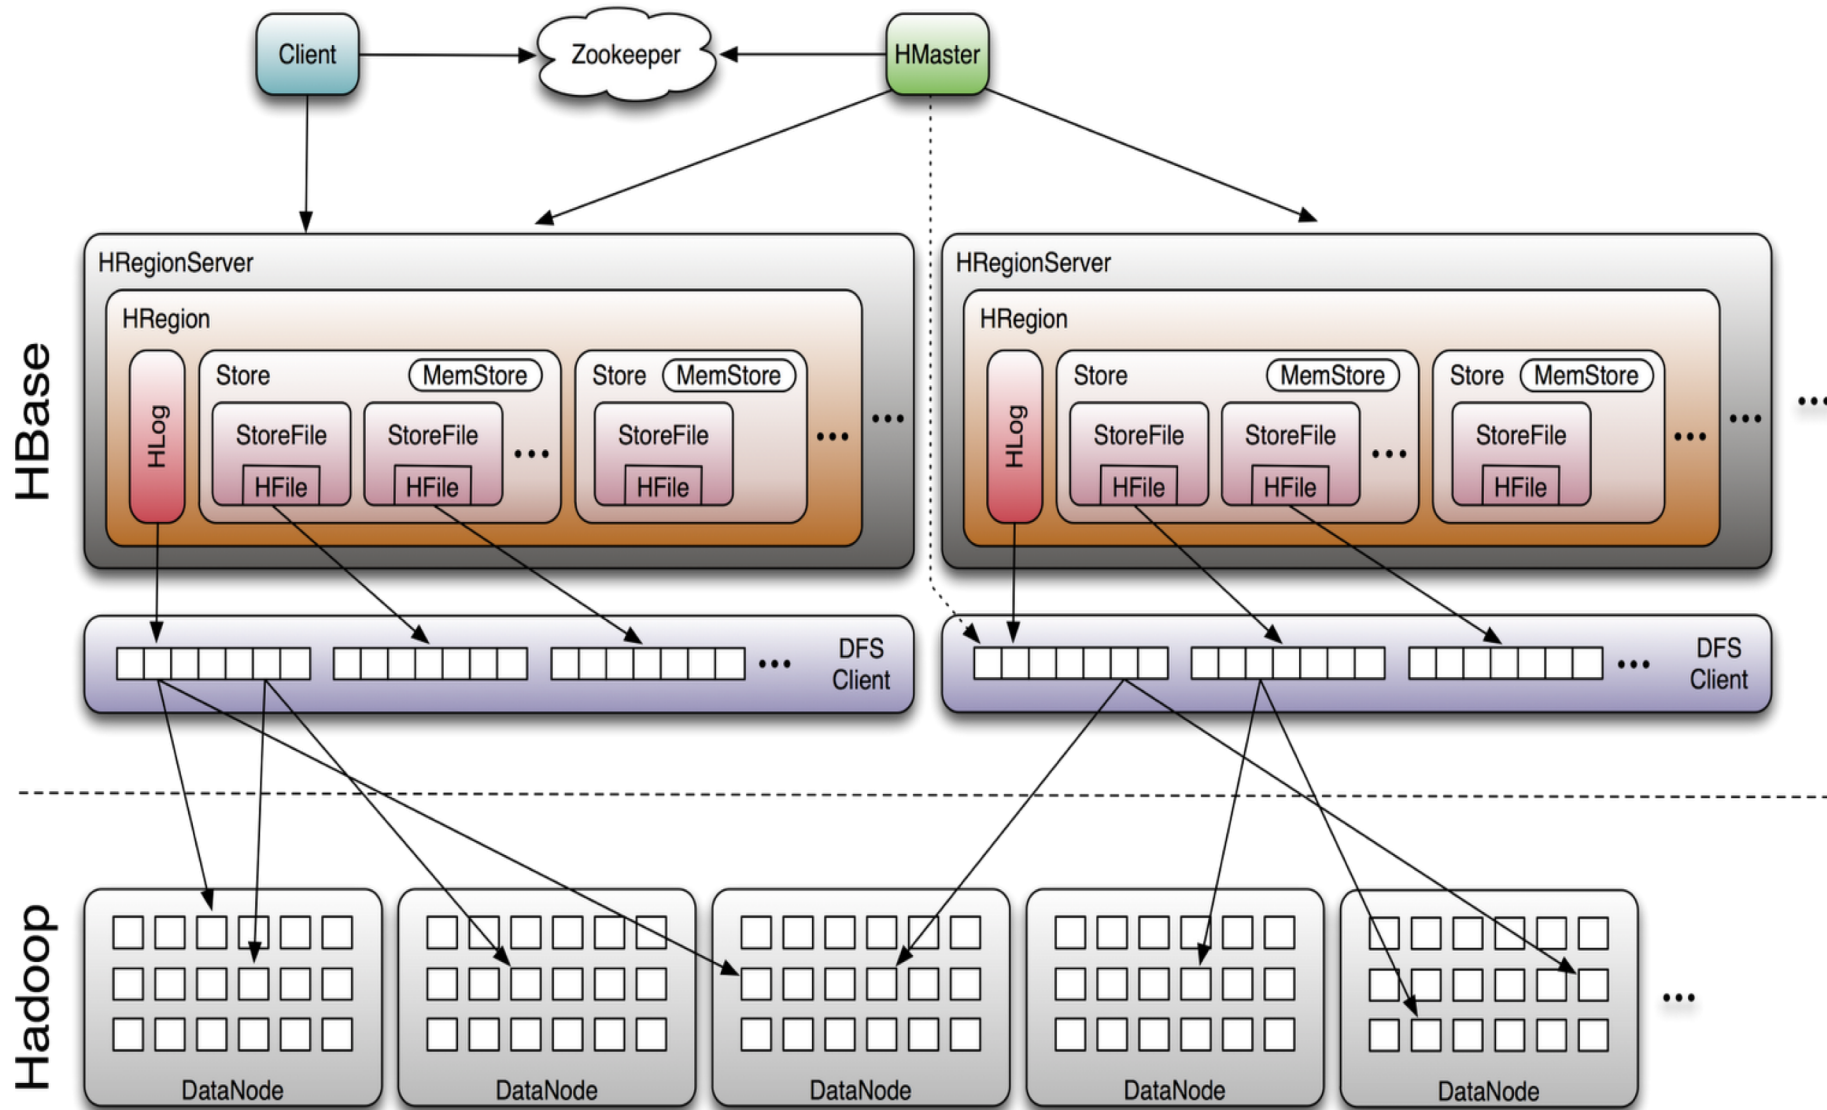 Client
Zookeeper
HMaster
HBase
HRegionServer
HRegion
HLog
Store
MemStore
StoreFile
HFile
StoreFile
HFile
...
Store
MemStore
StoreFile
HFile
...
...
HRegionServer
HRegion
HLog
Store
MemStore
StoreFile
HFile
StoreFile
HFile
...
Store
MemStore
StoreFile
HFile
...
...
...
...
DFS
Client
...
DFS
Client
Hadoop
DataNode
DataNode
DataNode
DataNode
DataNode
...